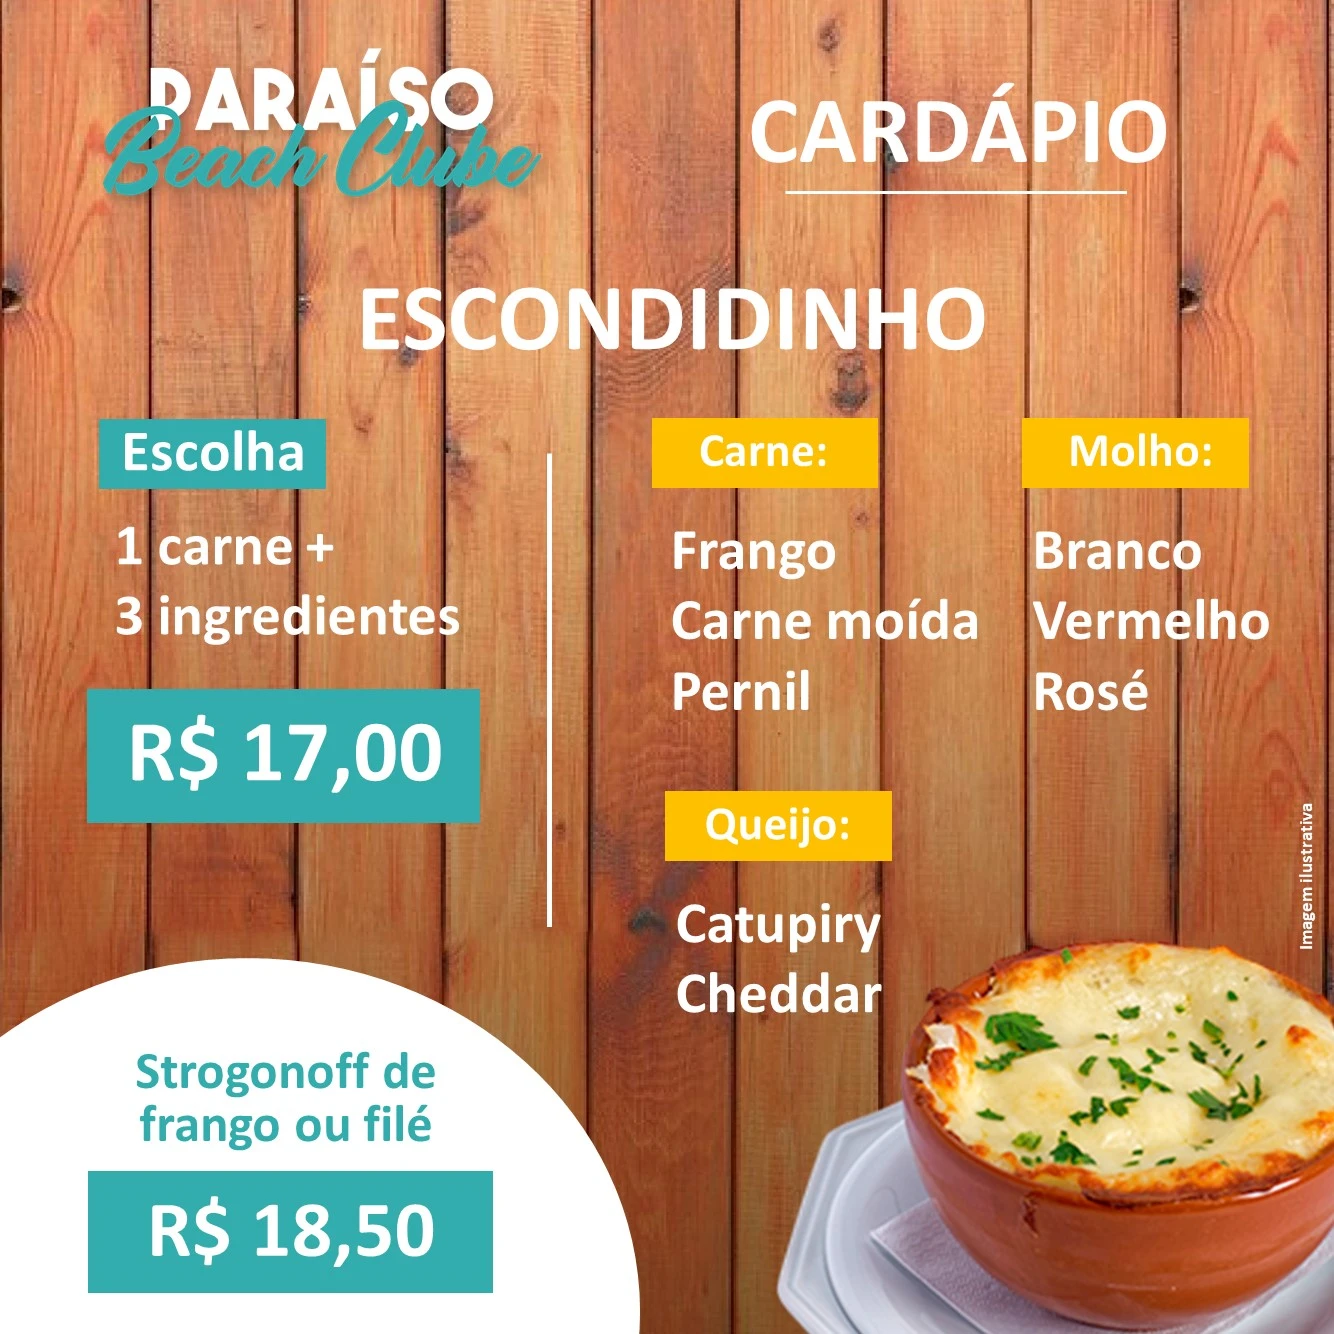 PARAÍSO
Beach Clube
CARDÁPIO
ESCONDIDINHO
Escolha
1 carne +
3 ingredientes
R$ 17,00
Carne:
Frango
Carne moída
Pernil
Molho:
Branco
Vermelho
Rosé
Queijo:
Catupiry
Cheddar
Imagem ilustrativa
Strogonoff de
frango ou filé
R$ 18,50